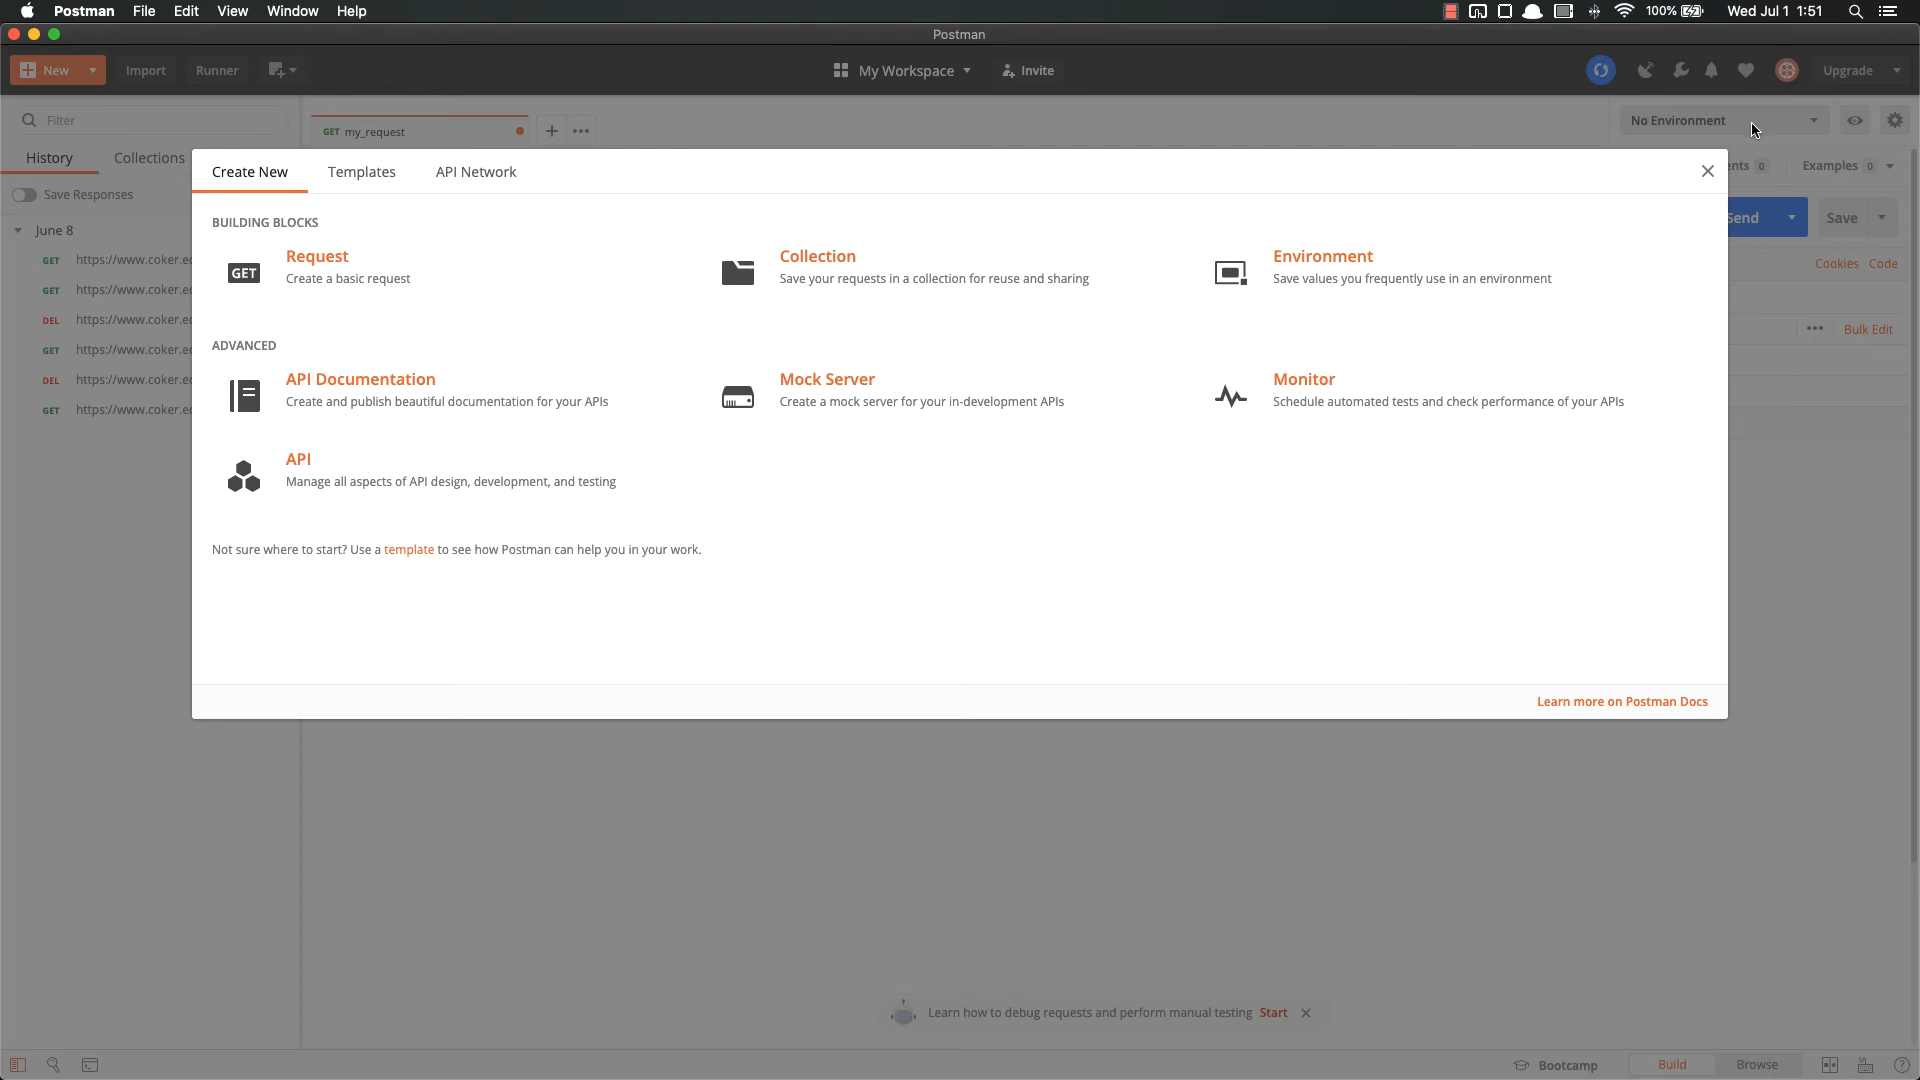 Postman File Edit View Window Help 100% Wed Jul 1 1:51
Postman
New Import Runner My Workspace Invite Upgrade
Filter
GET my_request
No Environment
History Collections
Create New Templates API Network
Examples 0
Save Responses
BUILDING BLOCKS
Send Save
June 8
Request
Create a basic request
GET
Collection
Save your requests in a collection for reuse and sharing
Environment
Save values you frequently use in an environment
GET https://www.coker.ec
Cookies Code
GET https://www.coker.ec
DEL https://www.coker.ec
Bulk Edit
GET https://www.coker.ec
DEL https://www.coker.ec
GET https://www.coker.ec
ADVANCED
API Documentation
Create and publish beautiful documentation for your APIs
Mock Server
Create a mock server for your in-development APIs
Monitor
Schedule automated tests and check performance of your APIs
API
Manage all aspects of API design, development, and testing
Not sure where to start? Use a template to see how Postman can help you in your work.
Learn more on Postman Docs
Learn how to debug requests and perform manual testing Start
Bootcamp Build Browse